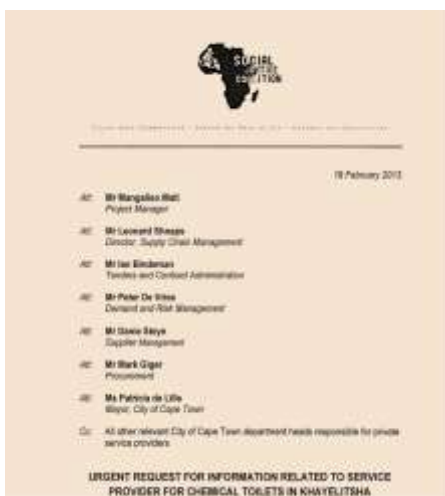 SOCIAL
JUSTICE
COALITION
February 2013
Att: Mr Mangaliso Mati
Project Manager
Att: Mr Leonard Shnaps
Director: Supply Chain Management
Att: Mr Ian Bindeman
Tenders and Contract Administration
Att: Mr Peter De Vries
Demand and Risk Management
Att: Mr Danie Steyn
Supplier Management
Att: Mr Mark Giger
Procurement
Att: Ms Patricia de Lille
Mayor, City of Cape Town
Cc: All other relevant City of Cape Town department heads responsible for private
service providers
URGENT REQUEST FOR INFORMATION RELATED TO SERVICE
PROVIDER FOR CHEMICAL TOILETS IN KHAYELITSHA